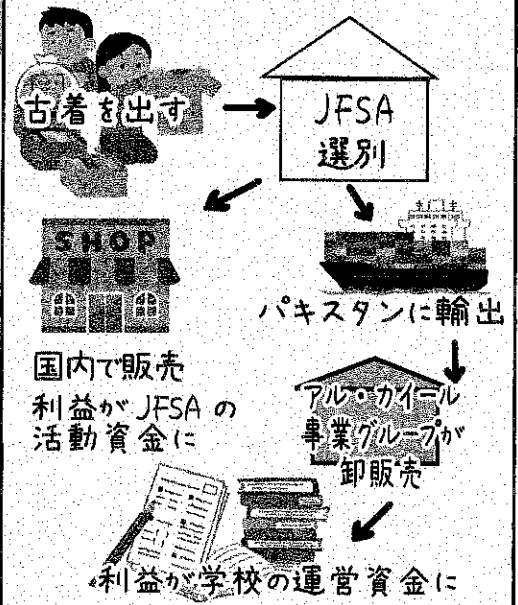 古着を出す
JFSA
選別
SHOP
国内で販売
利益がJFSAの
活動資金に
パキスタンに輸出
アル・カイール
事業グループが
卸販売
利益が学校の運営資金に